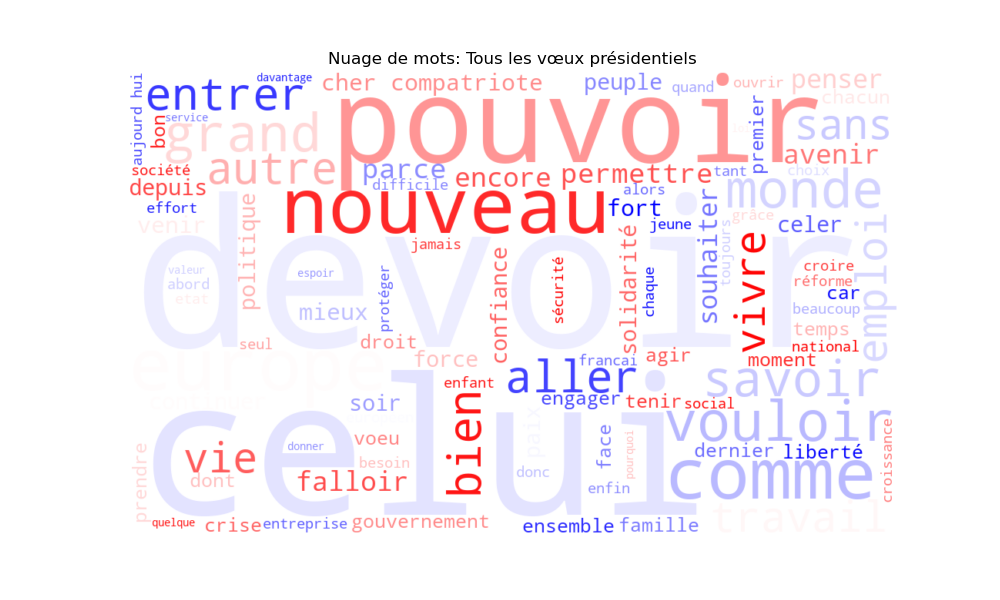 Nuage de mots: Tous les vœux présidentiels
aujourd hui
davantage
entrer
cher
compatriote
peuple
quand
ouvrir
penser
chacun
service
bon
grand
pouvoir
premier
sans
société
autre
parce
difficile
encore
permettre
tant
choix
avenir
depuis
effort
venir
nouveau
fort
alors
jeune
souhaiter
monde
grâce
toujours
celer
emploi
politique
jamais
devoir
valeur
abord
etat
espoir
protéger
confiance
sécurité
solidarité
chaque
vivre
croire
réforme
car
beaucoup
mieux
temps
seul
droit
force
francai
agir
moment
national
europe
enfant
aller
savoir
continuer
soir
bien
engager
tenir
social
vouloir
celui
paix
vie
donner
voeu
face
pourquoi
dernier
liberté
croissance
prendre
dont
besoin
falloir
donc
enfin
comme
quelque
crise
entreprise
gouvernement
ensemble
famille
travail